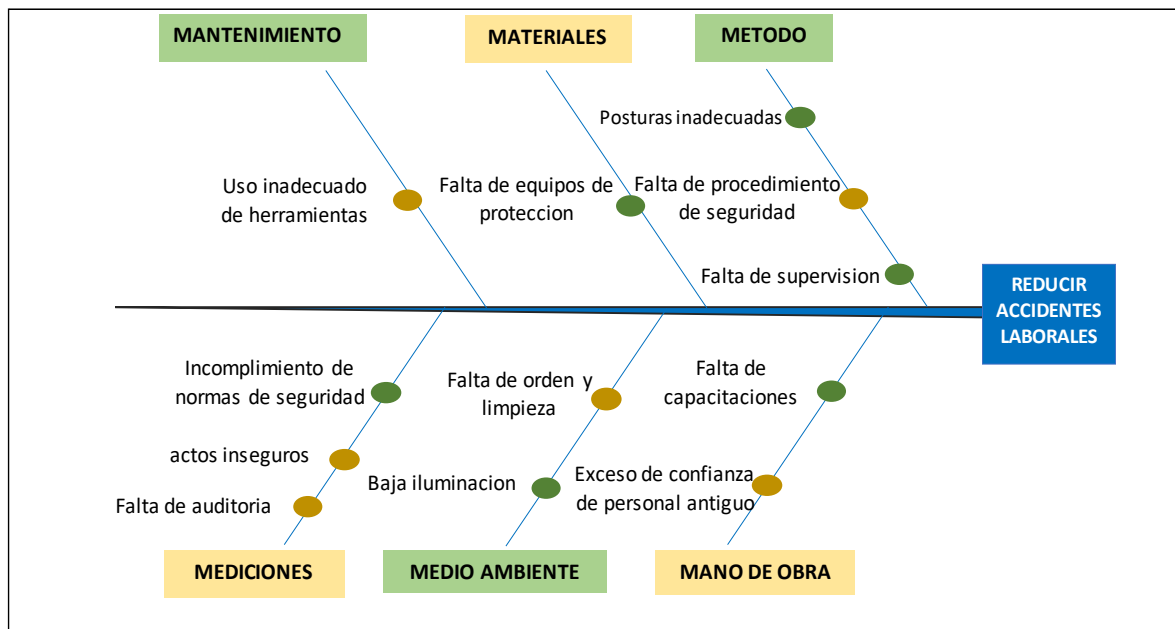 MANTENIMIENTO
MATERIALES
METODO
Posturas inadecuadas
Uso inadecuado
de herramientas
Falta de equipos de
proteccion
Falta de procedimiento
de seguridad
Falta de supervision
REDUCIR
ACCIDENTES
LABORALES
Incomplimiento de
normas de seguridad
actos inseguros
Falta de auditoria
Falta de orden y
limpieza
Baja iluminacion
Falta de
capacitaciones
Exceso de confianza
de personal antiguo
MEDICIONES
MEDIO AMBIENTE
MANO DE OBRA